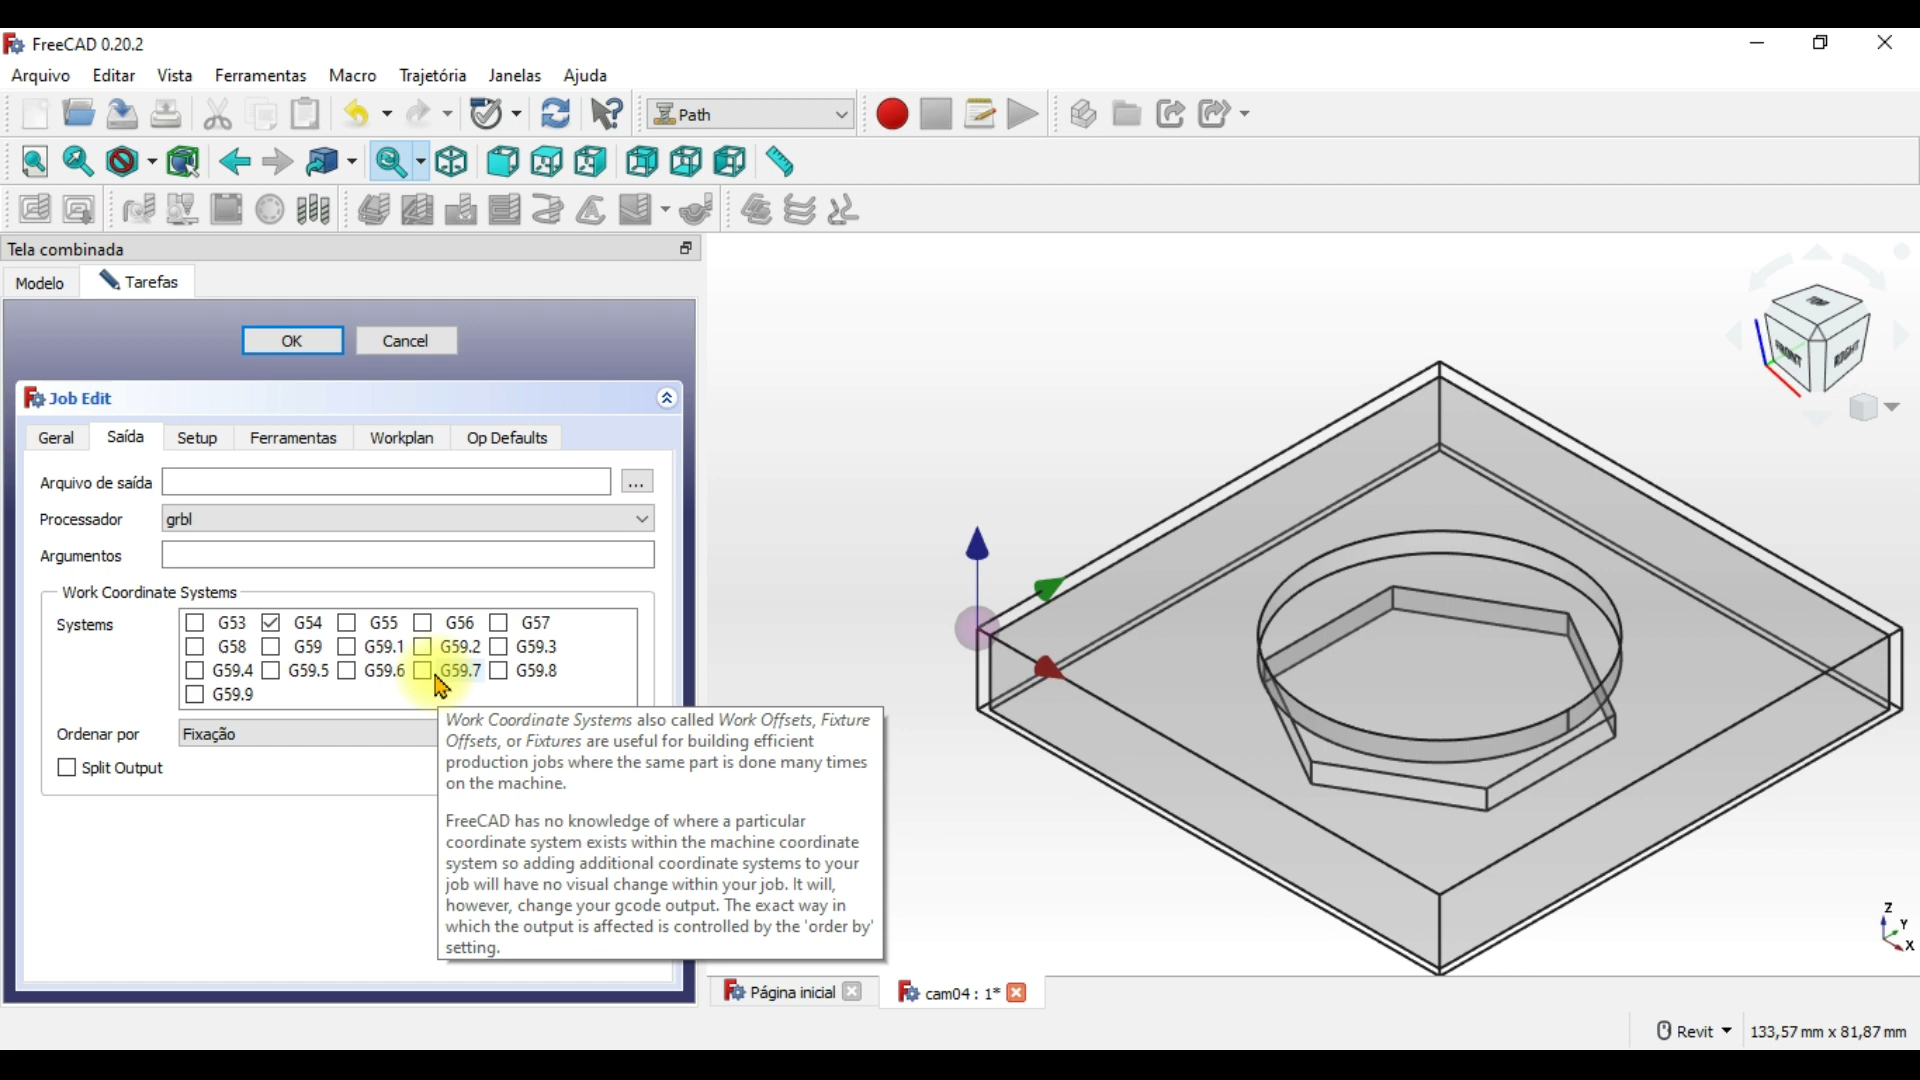 FreeCAD 0.20.2
Arquivo Editar Vista Ferramentas Macro Trajetória Janelas Ajuda
Path
Tela combinada
Modelo Tarefas
OK Cancel
Job Edit
Geral Saída Setup Ferramentas Workplan Op Defaults
Arquivo de saída ...
Processador grbl
Argumentos
Work Coordinate Systems
Systems G53 G54 G55 G56 G57
G58 G59 G59.1 G59.2 G59.3
G59.4 G59.5 G59.6 G59.7 G59.8
G59.9
Ordenar por Fixação
Split Output
Work Coordinate Systems also called Work Offsets, Fixture
Offsets, or Fixtures are useful for building efficient
production jobs where the same part is done many times
on the machine.
FreeCAD has no knowledge of where a particular
coordinate system exists within the machine coordinate
system so adding additional coordinate systems to your
job will have no visual change within your job. It will,
however, change your gcode output. The exact way in
which the output is affected is controlled by the 'order by'
setting.
TOP
FRONT RIGHT
Z
Y
X
Página inicial cam04 : 1*
Revit 133,57 mm x 81,87 mm